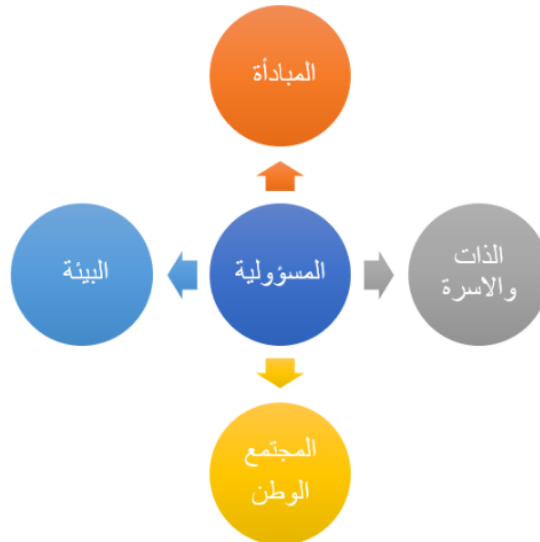 المبادأة
الذات
والاسرة
المسؤولية
البيئة
المجتمع
الوطن